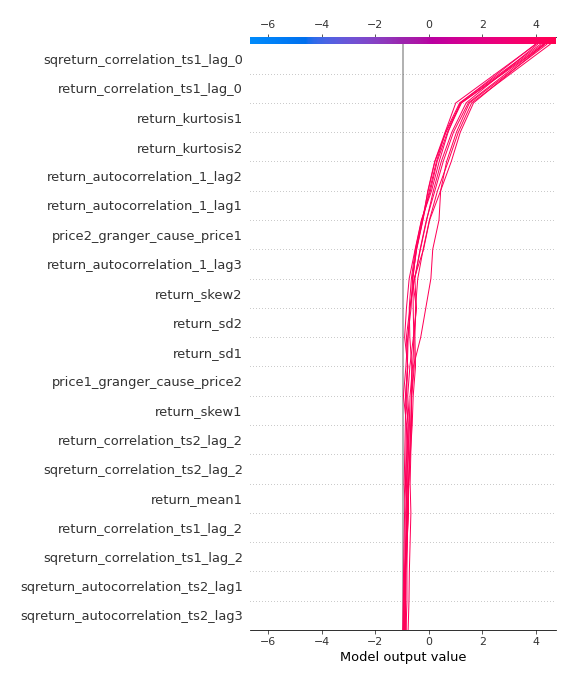 −6 −4 −2 0 2 4
sqreturn_correlation_ts1_lag_0
return_correlation_ts1_lag_0
return_kurtosis1
return_kurtosis2
return_autocorrelation_1_lag2
return_autocorrelation_1_lag1
price2_granger_cause_price1
return_autocorrelation_1_lag3
return_skew2
return_sd2
return_sd1
price1_granger_cause_price2
return_skew1
return_correlation_ts2_lag_2
sqreturn_correlation_ts2_lag_2
return_mean1
return_correlation_ts1_lag_2
sqreturn_correlation_ts1_lag_2
sqreturn_autocorrelation_ts2_lag1
sqreturn_autocorrelation_ts2_lag3
−6 −4 −2 0 2 4
Model output value